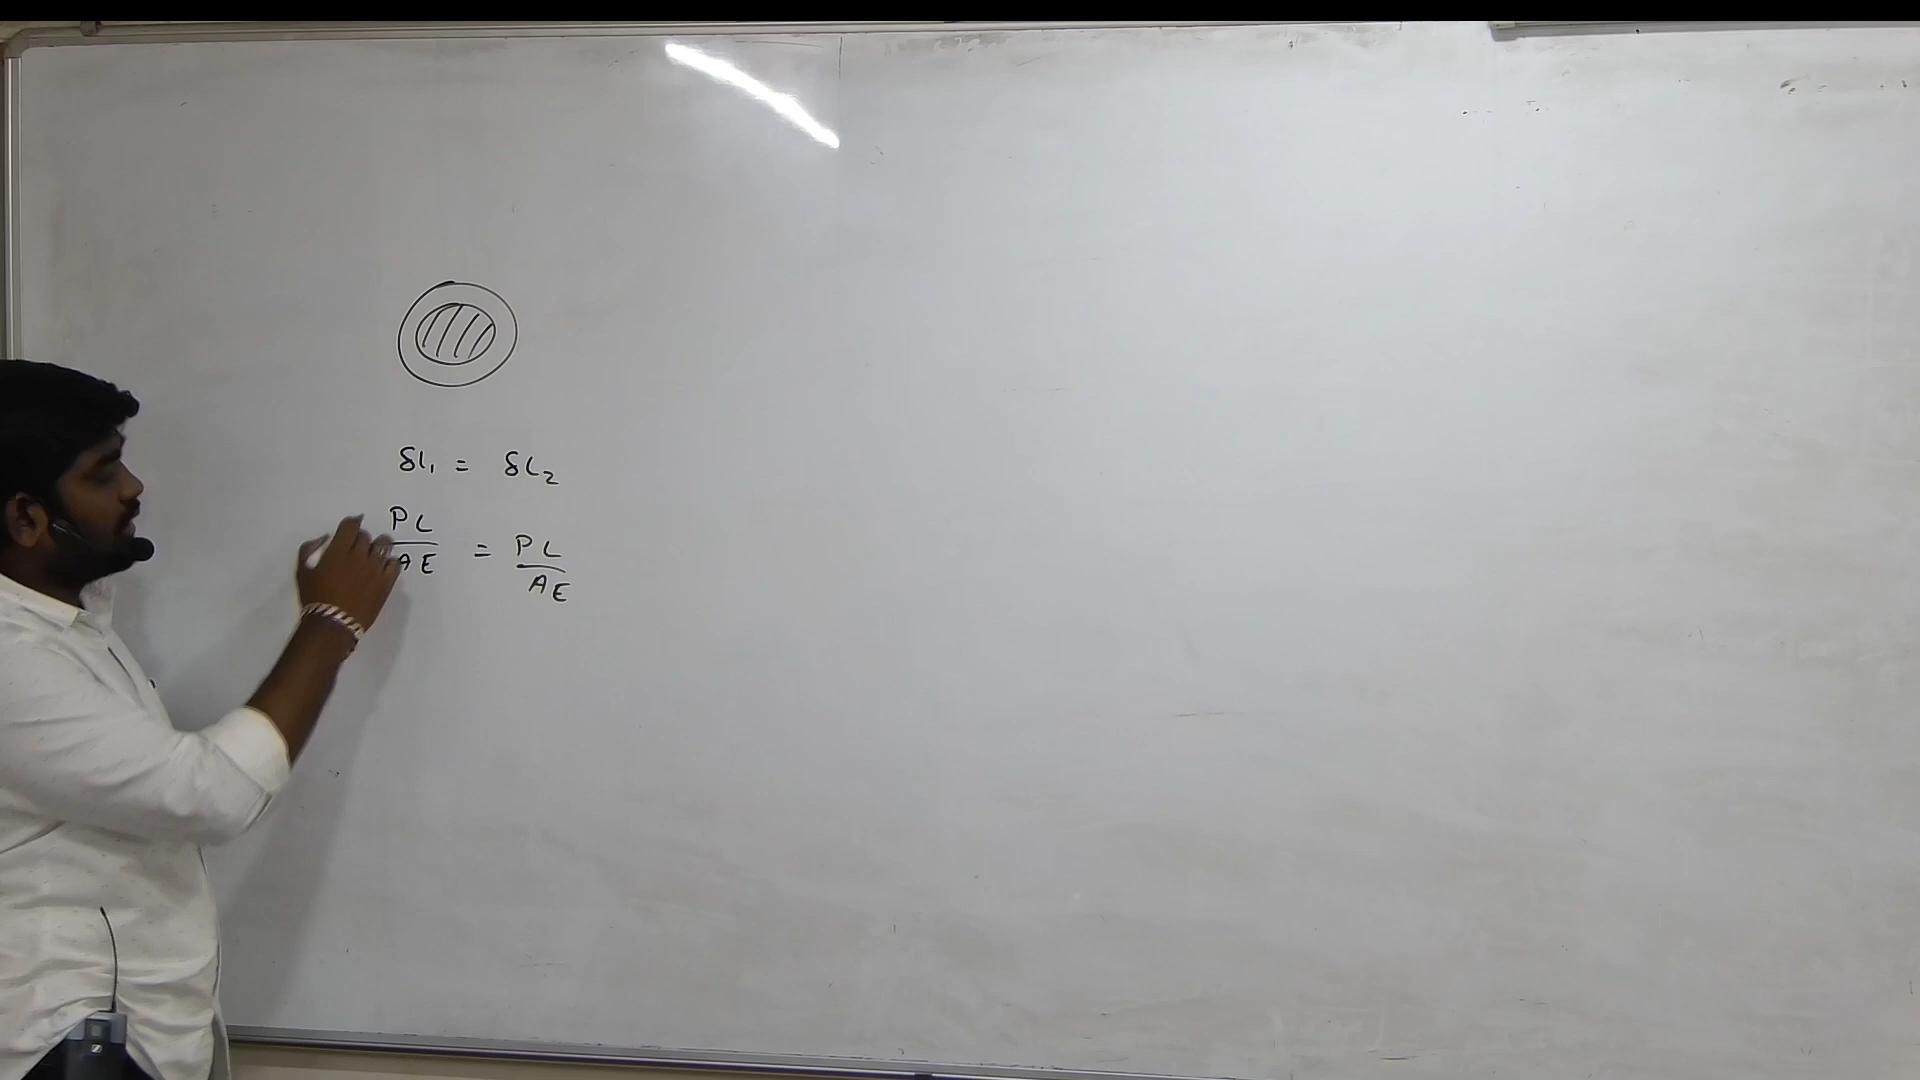 δL₁ = δL₂
PL/AE = PL/AE